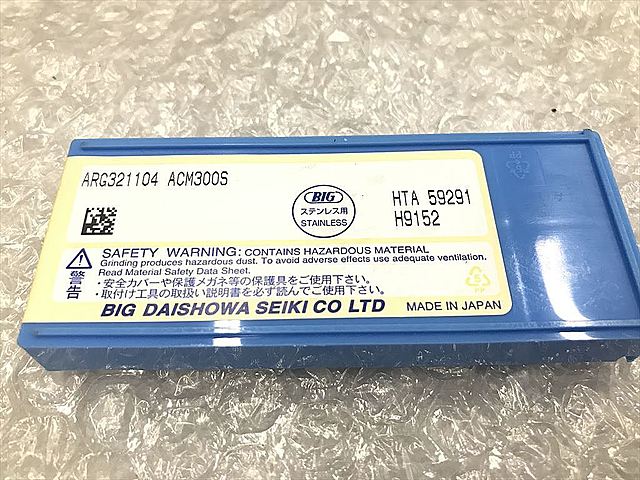 ARG321104 ACM300S
BIG
ステンレス用
STAINLESS
HTA 59291
H9152
SAFETY WARNING: CONTAINS HAZARDOUS MATERIAL
Grinding produces hazardous dust. To avoid adverse effects use adequate ventilation.
Read Material Safety Data Sheet.
警告
・安全カバーや保護メガネ等の保護具をご使用下さい。
・取付け工具の取扱い説明書を必ず読んでご使用下さい。
BIG DAISHOWA SEIKI CO LTD
MADE IN JAPAN
PP